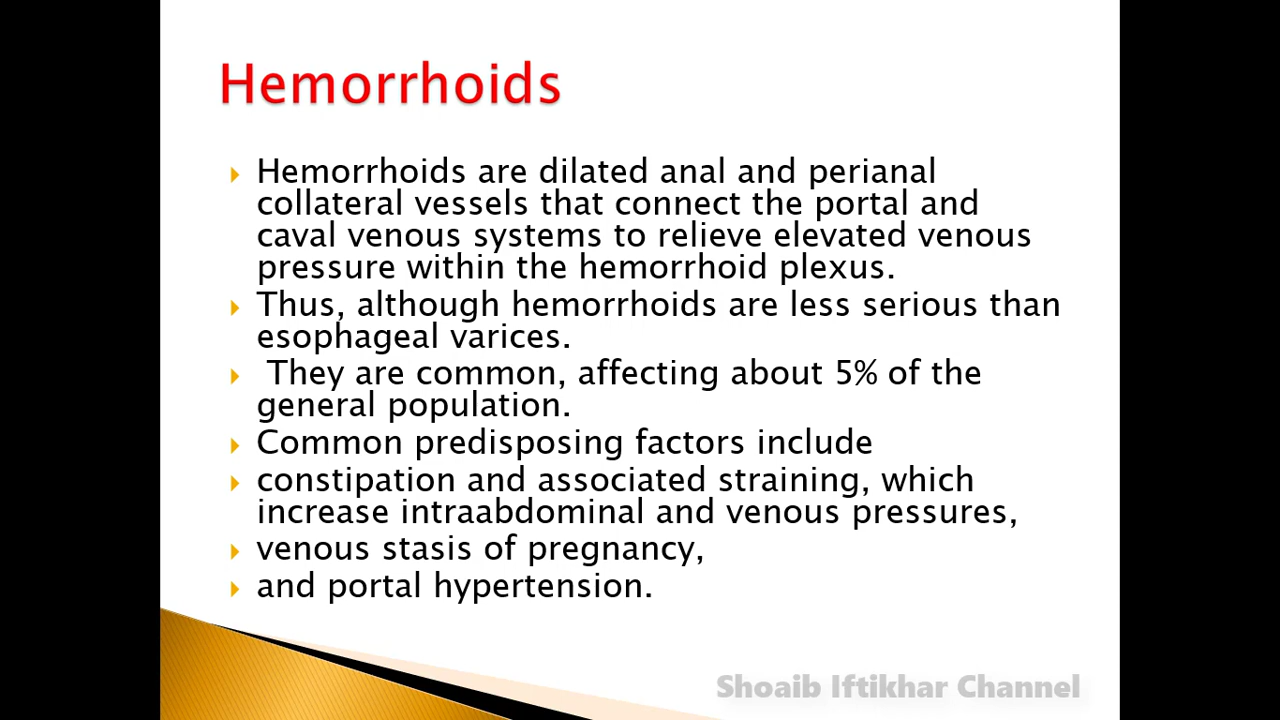 Hemorrhoids
Hemorrhoids are dilated anal and perianal
collateral vessels that connect the portal and
caval venous systems to relieve elevated venous
pressure within the hemorrhoid plexus.
Thus, although hemorrhoids are less serious than
esophageal varices.
They are common, affecting about 5% of the
general population.
Common predisposing factors include
constipation and associated straining, which
increase intraabdominal and venous pressures,
venous stasis of pregnancy,
and portal hypertension.
Shoaib Iftikhar Channel